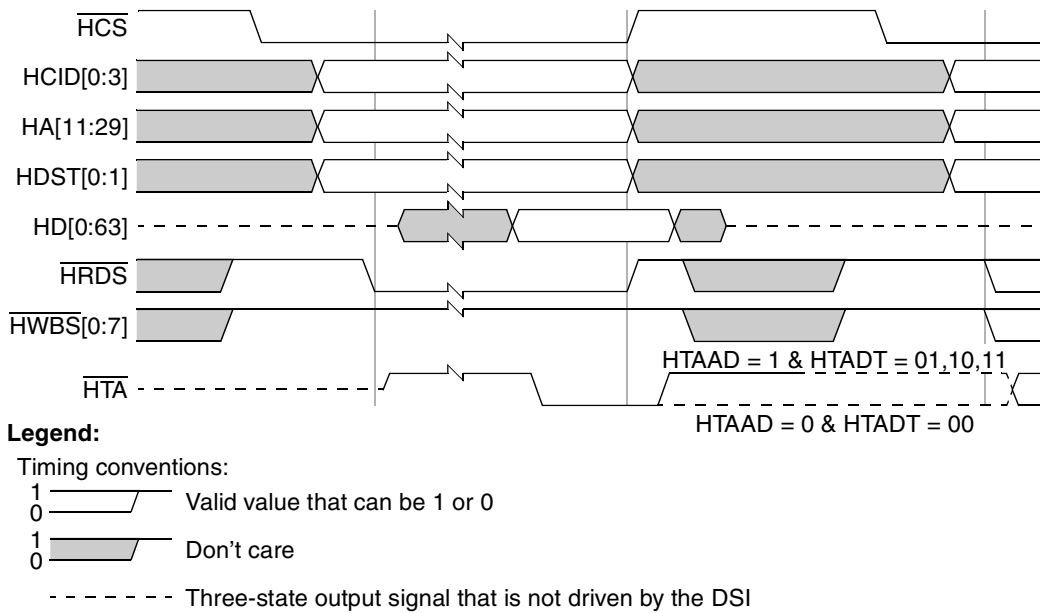 HCS
HCID[0:3]
HA[11:29]
HDST[0:1]
HD[0:63]
HRDS
HWBS[0:7]
HTAAD = 1 & HTADT = 01,10,11
HTA
HTAAD = 0 & HTADT = 00
Legend:
Timing conventions:
1
0
Valid value that can be 1 or 0
1
0
Don't care
Three-state output signal that is not driven by the DSI